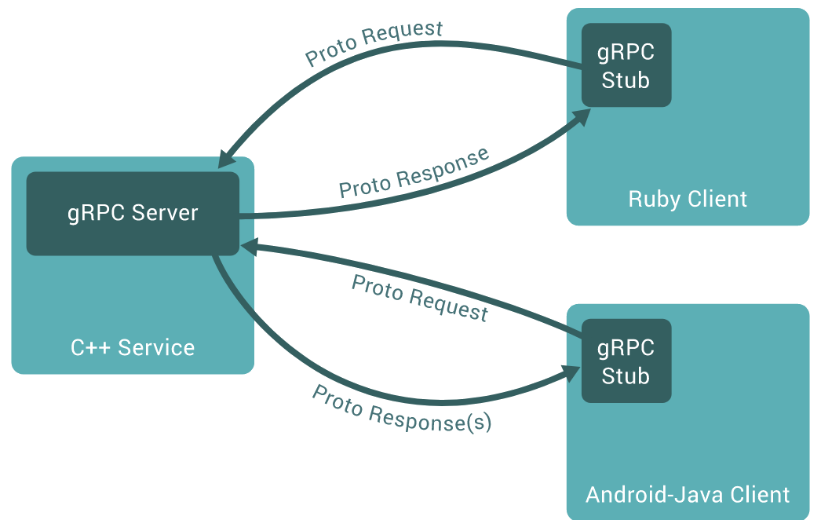 Proto Request
gRPC
Stub
Proto Response
Ruby Client
gRPC Server
C++ Service
Proto Request
gRPC
Stub
Proto Response(s)
Android-Java Client